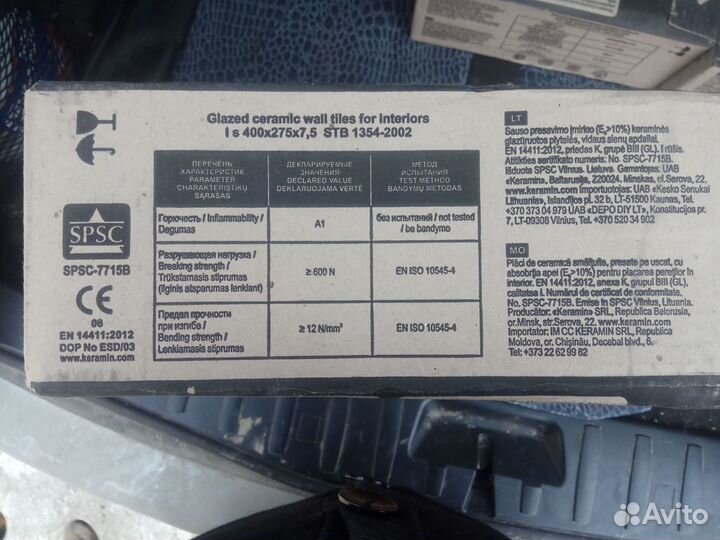 Glazed ceramic wall tiles for interiors
I s 400x275x7,5 STB 1354-2002
SPSC
SPSC-7715B
CE
08
EN 14411:2012
DOP No ESD/03
ПЕРЕЧЕНЬ
ХАРАКТЕРИСТИК
PARAMETER
CHARAKTERISTIKŲ
SĄRAŠAS
ДЕКЛАРИРУЕМЫЕ
ЗНАЧЕНИЯ
DECLARED VALUE
DEKLARUOJAMA VERTĖ
МЕТОД
ИСПЫТАНИЯ
TEST METHOD
BANDYMŲ METODAS
Горючесть / Inflammability /
Degumas
A1
без испытаний / not tested /
be bandymo
Разрушающая нагрузка /
Breaking strength /
Trūkstamasis stiprumas
(ilginis atsparumas lenkiant)
≥ 600 N
EN ISO 10545-4
Предел прочности
при изгибе /
Bending strength /
Lenkiamasis stiprumas
≥ 12 N/mm²
EN ISO 10545-4
LT
Sauso presavimo įmirkio (Eᵦ>10%) keraminės
glazūruotos plytelės, vidaus sienų apdailai.
EN 14411:2012, priedas K, grupė BIII (GL). I rūšis.
Atitikties sertifikato numeris: No. SPSC-7715B.
Išduota SPSC Vilnius. Lietuva. Gamintojas: UAB
«Keramin». Baltarusija, 220024. Minskas, ul. Serova, 22.
www.keramin.com Importuotojas: UAB «Kesko Senukai
Lithuania», Islandijos pl. 32 b, LT-51500 Kaunas, Tel.
+370 373 04 979 UAB «DEPO DIY LT», Konstitucijos pr.
7, LT-09308 Vilnius. Tel. +370 520 34 902
MO
Plăci de ceramică smălțuite, presate pe uscat, cu
absorbția apei (Eᵦ>10%) pentru placarea pereților în
interior. EN 14411:2012, anexa K, grupul BIII (GL),
calitatea I. Numărul de certificat de conformitate.
No. SPSC-7715B. Emise în SPSC Vilnius, Lituania.
Producător: «Keramin» SRL, Republica Belorusia,
or.Minsk, str.Serova, 22. www.keramin.com
Importator: IM CC KERAMIN SRL, Republica
Moldova, or. Chișinău, Decebal blvd., 6.
Tel.: +373 22 62 99 82
Avito